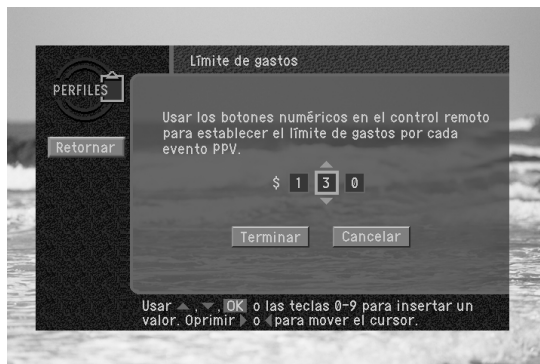 Límite de gastos
PERFILES
Retornar
Usar los botones numéricos en el control remoto
para establecer el límite de gastos por cada
evento PPV.
$ 1 3 0
Terminar Cancelar
Usar ▲, ▼, OK o las teclas 0-9 para insertar un
valor. Oprimir ▶ o ◀ para mover el cursor.